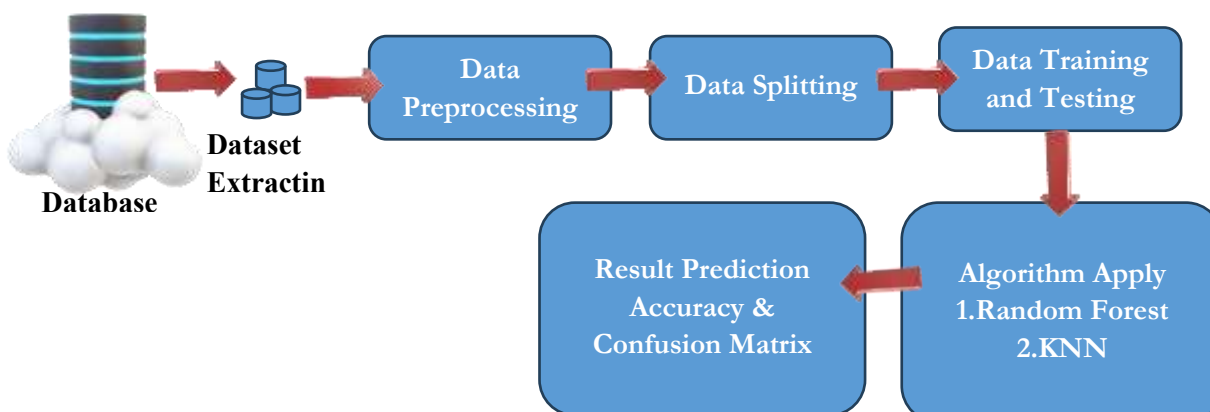 Database
Dataset
Extractin
Data
Preprocessing
Data Splitting
Data Training
and Testing
Algorithm Apply
1.Random Forest
2.KNN
Result Prediction
Accuracy &
Confusion Matrix